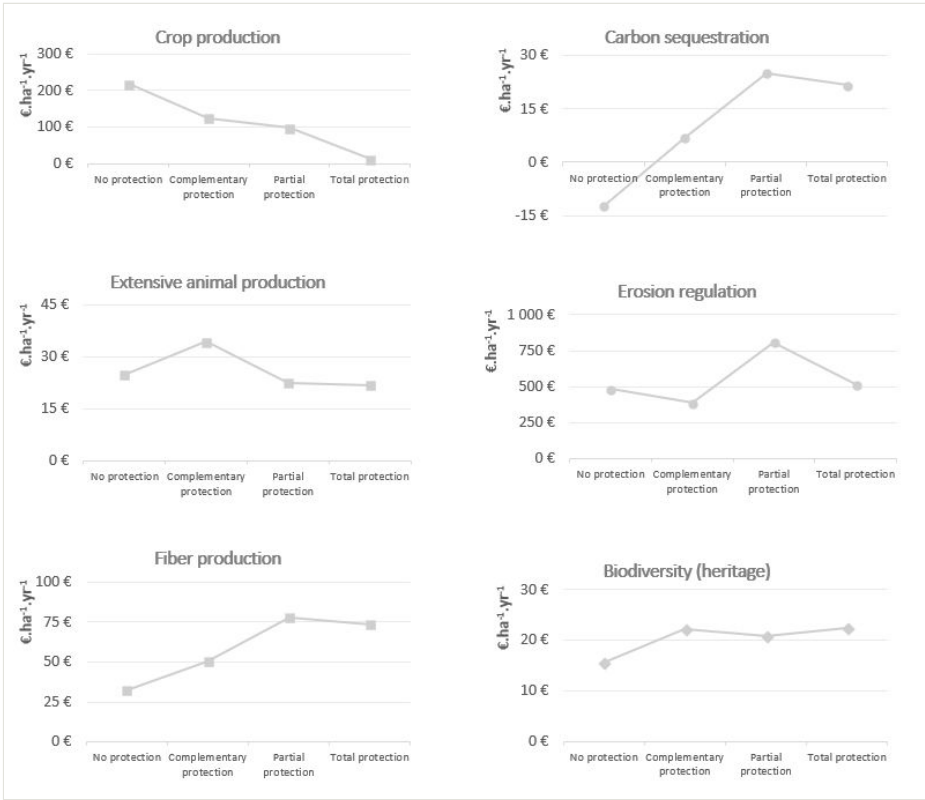 Crop production
€.ha⁻¹.yr⁻¹
300 €
200 €
100 €
0 €
No protection
Complementary
protection
Partial
protection
Total protection
Carbon sequestration
€.ha⁻¹.yr⁻¹
30 €
15 €
0 €
-15 €
No protection
Complementary
protection
Partial
protection
Total protection
Extensive animal production
€.ha⁻¹.yr⁻¹
45 €
30 €
15 €
0 €
No protection
Complementary
protection
Partial
protection
Total protection
Erosion regulation
€.ha⁻¹.yr⁻¹
1 000 €
750 €
500 €
250 €
0 €
No protection
Complementary
protection
Partial
protection
Total protection
Fiber production
€.ha⁻¹.yr⁻¹
100 €
75 €
50 €
25 €
0 €
No protection
Complementary
protection
Partial
protection
Total protection
Biodiversity (heritage)
€.ha⁻¹.yr⁻¹
30 €
20 €
10 €
0 €
No protection
Complementary
protection
Partial
protection
Total protection